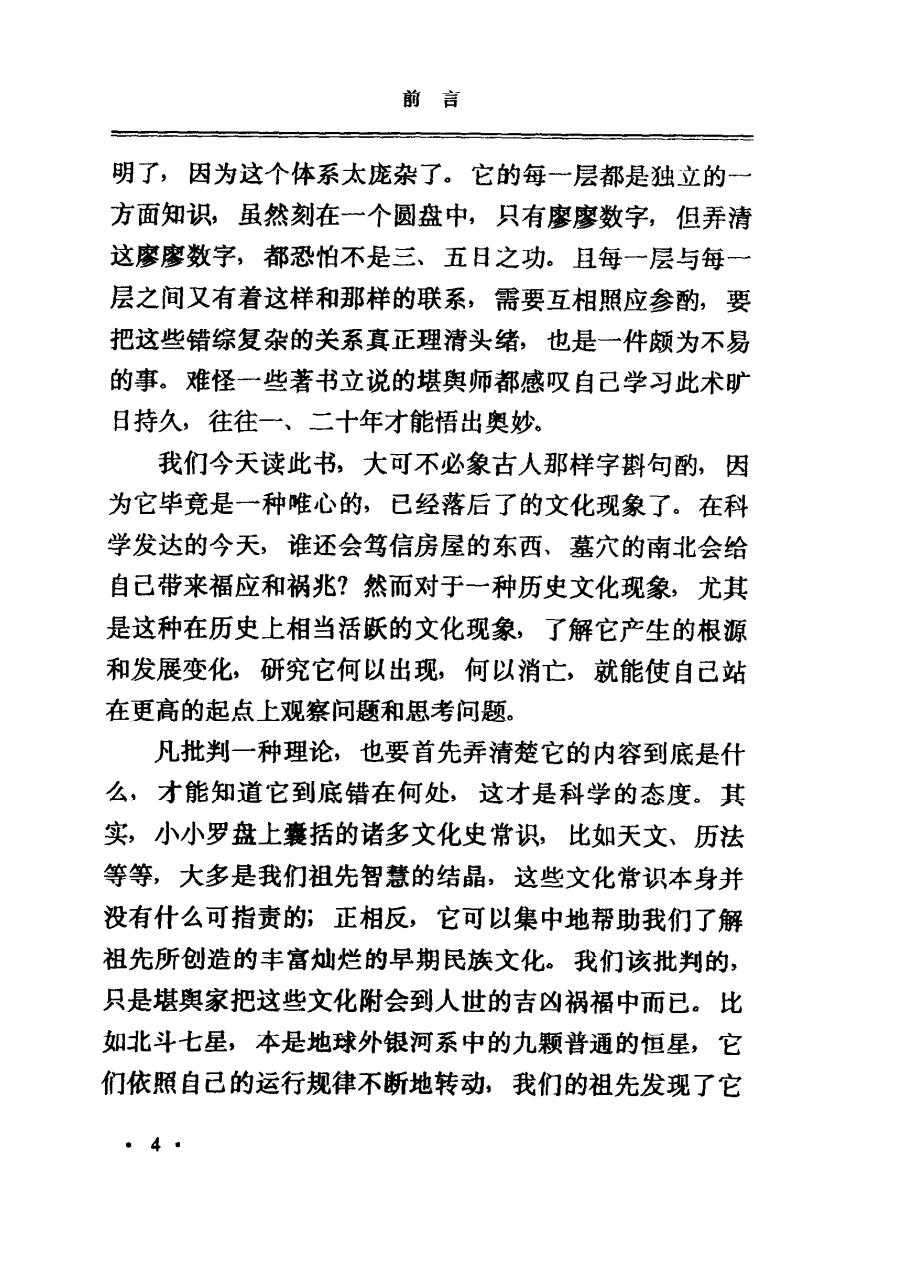 前 言
明了，因为这个体系太庞杂了。它的每一层都是独立的一
方面知识，虽然刻在一个圆盘中，只有廖廖数字，但弄清
这廖廖数字，都恐怕不是三、五日之功。且每一层与每一
层之间又有着这样和那样的联系，需要互相照应参酌，要
把这些错综复杂的关系真正理清头绪，也是一件颇为不易
的事。难怪一些著书立说的堪舆师都感叹自己学习此术旷
日持久，往往一、二十年才能悟出奥妙。
我们今天读此书，大可不必象古人那样字斟句酌，因
为它毕竟是一种唯心的，已经落后了的文化现象了。在科
学发达的今天，谁还会笃信房屋的东西、墓穴的南北会给
自己带来福应和祸兆？然而对于一种历史文化现象，尤其
是这种在历史上相当活跃的文化现象，了解它产生的根源
和发展变化，研究它何以出现，何以消亡，就能使自己站
在更高的起点上观察问题和思考问题。
凡批判一种理论，也要首先弄清楚它的内容到底是什
么，才能知道它到底错在何处，这才是科学的态度。其
实，小小罗盘上囊括的诸多文化史常识，比如天文、历法
等等，大多是我们祖先智慧的结晶，这些文化常识本身并
没有什么可指责的；正相反，它可以集中地帮助我们了解
祖先所创造的丰富灿烂的早期民族文化。我们该批判的，
只是堪舆家把这些文化附会到人世的吉凶祸福中而已。比
如北斗七星，本是地球外银河系中的九颗普通的恒星，它
们依照自己的运行规律不断地转动，我们的祖先发现了它
· 4 ·